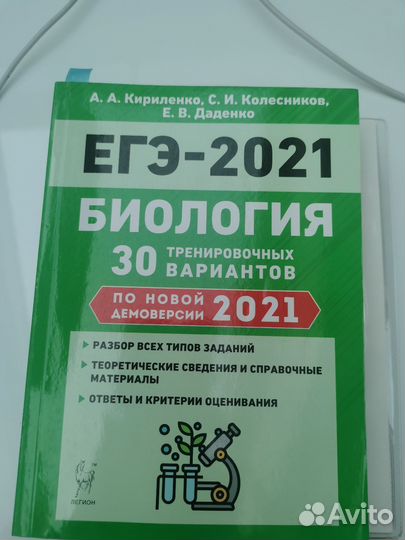 А. А. Кириленко, С. И. Колесников,
Е. В. Даденко
ЕГЭ-2021
БИОЛОГИЯ
30 ТРЕНИРОВОЧНЫХ
ВАРИАНТОВ
ПО НОВОЙ
ДЕМОВЕРСИИ 2021
РАЗБОР ВСЕХ ТИПОВ ЗАДАНИЙ
ТЕОРЕТИЧЕСКИЕ СВЕДЕНИЯ И СПРАВОЧНЫЕ
МАТЕРИАЛЫ
ОТВЕТЫ И КРИТЕРИИ ОЦЕНИВАНИЯ
ЛЕГИОН
Avito